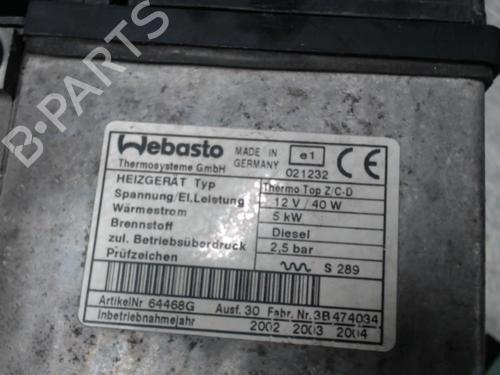 B-PARTS
Webasto
MADE IN GERMANY
e1
CE
Thermosysteme GmbH
021232
HEIZGERÄT Typ Thermo Top Z/C-D
Spannung/El.Leistung 12 V / 40 W
Wärmestrom 5 kW
Brennstoff Diesel
zul. Betriebsüberdruck 2,5 bar
Prüfzeichen S 289
ArtikelNr 64468G Ausf. 30 Fabr. Nr. 3B474034
Inbetriebnahmejahr 2002 2003 2004